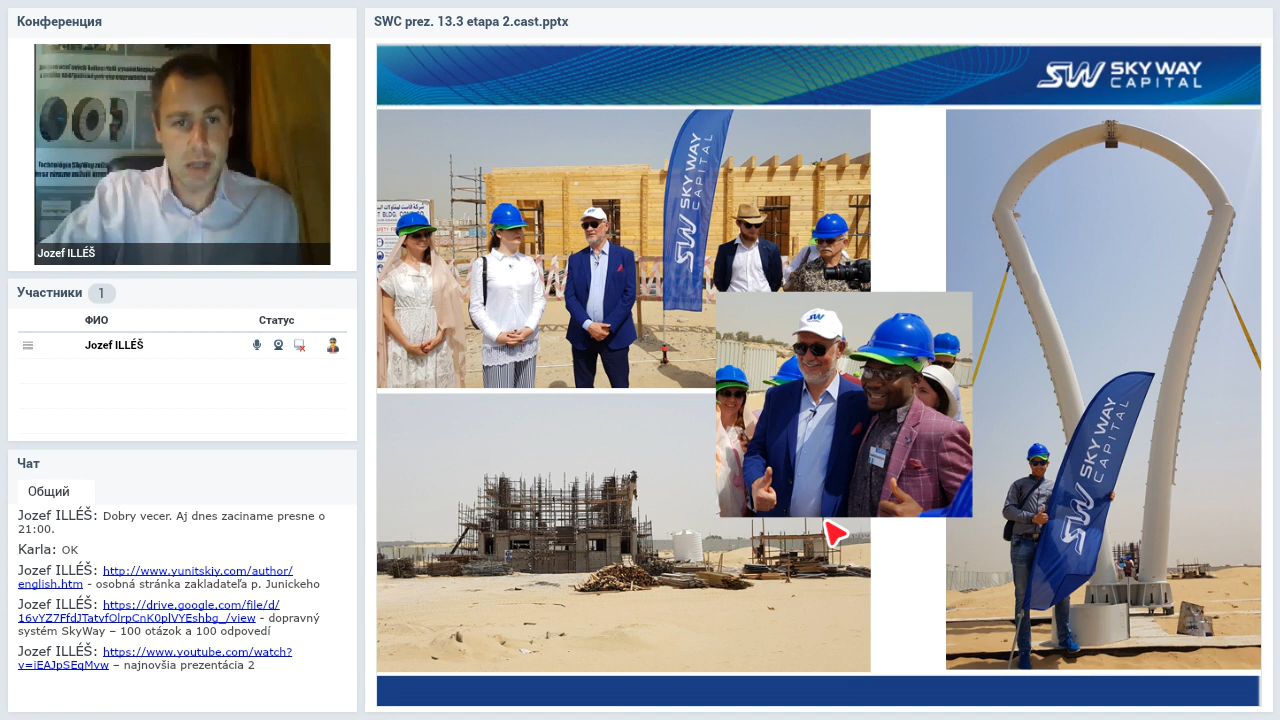 Конференция
Jozef ILLÉŠ
Участники 1
ФИО Статус
Jozef ILLÉŠ
Чат
Общий
Jozef ILLÉŠ: Dobry vecer. Aj dnes zaciname presne o
21:00.
Karla: OK
Jozef ILLÉŠ: http://www.yunitskiy.com/author/
english.htm - osobná stránka zakladateľa p. Junickeho
Jozef ILLÉŠ: https://drive.google.com/file/d/
16vYZ7FfdJTatvfOlrpCnK0plVYEshbg_/view - dopravný
systém SkyWay – 100 otázok a 100 odpovedí
Jozef ILLÉŠ: https://www.youtube.com/watch?
v=iEAJpSEqMvw – najnovšia prezentácia 2
SWC prez. 13.3 etapa 2.cast.pptx
SW SKY WAY
CAPITAL
SW SKY WAY
CAPITAL
SW
SW SKY WAY
CAPITAL